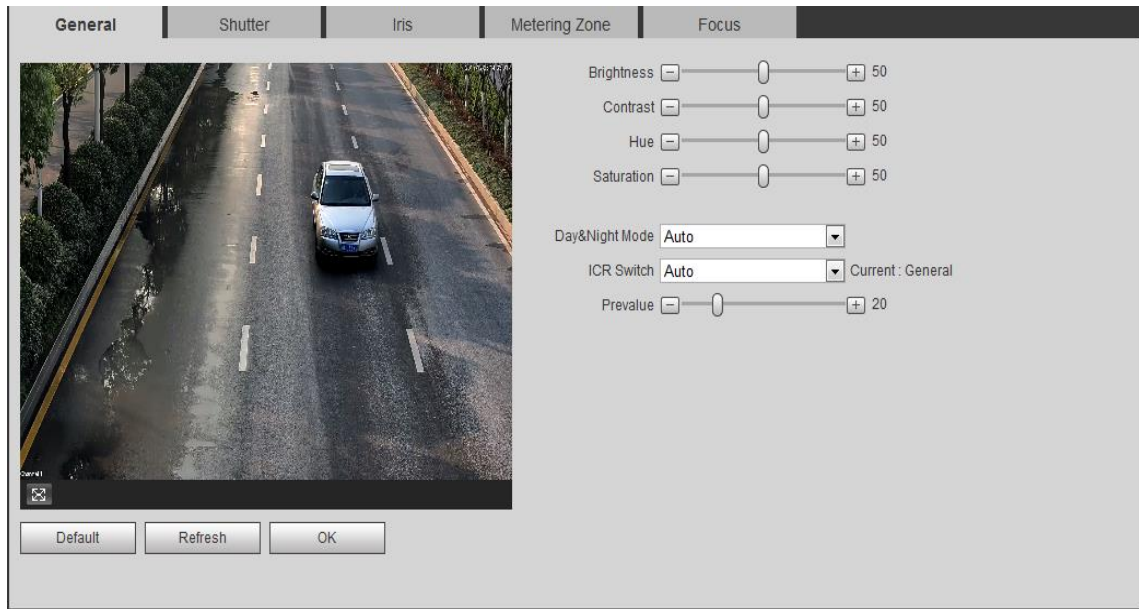 General Shutter Iris Metering Zone Focus
Brightness - + 50
Contrast - + 50
Hue - + 50
Saturation - + 50
Day&Night Mode Auto
ICR Switch Auto Current : General
Prevalue - + 20
Channel1
Default Refresh OK